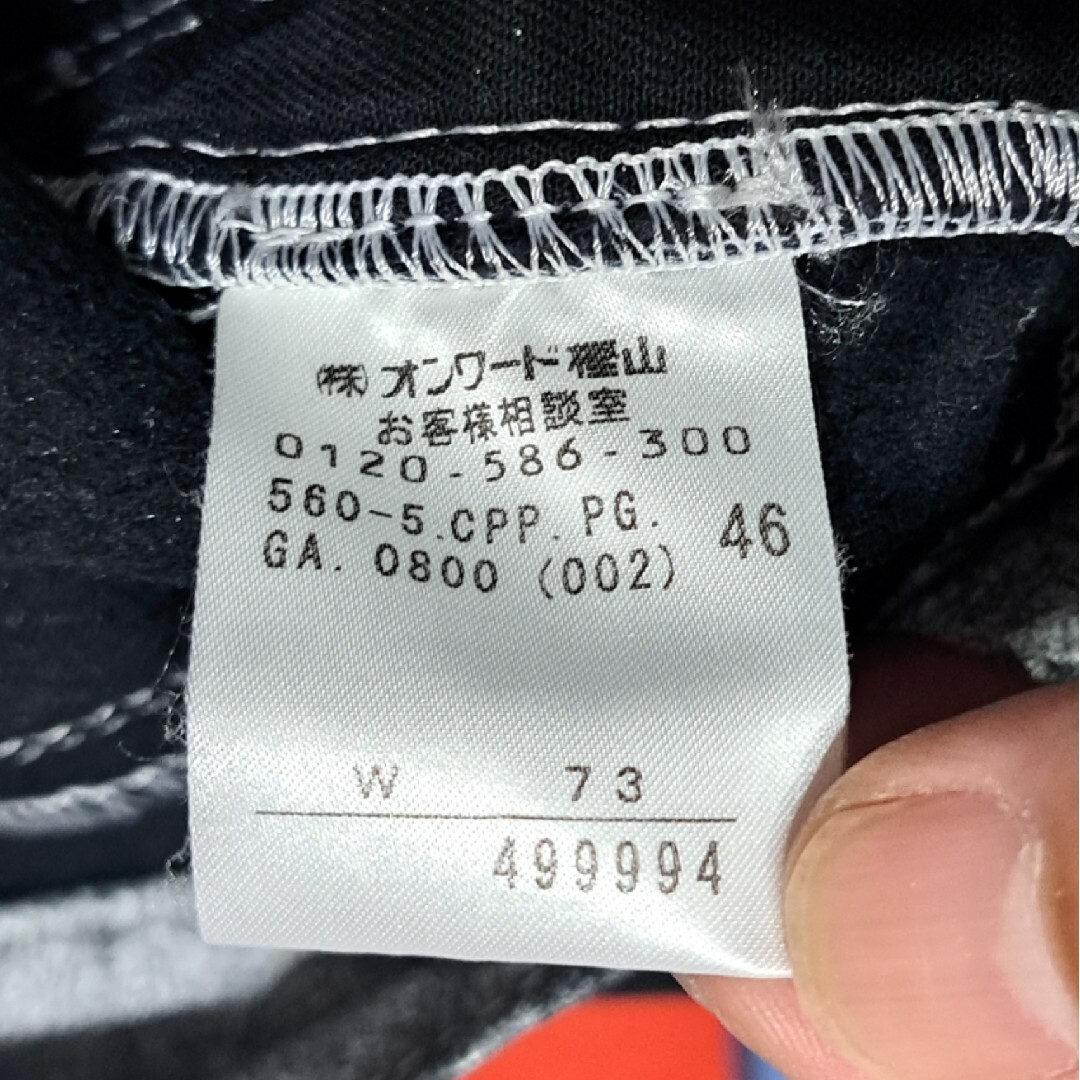 (株)オンワード樫山
お客様相談室
0120-586-300
560-5.CPP.PG. 46
GA. 0800 (002)
W 73
499994